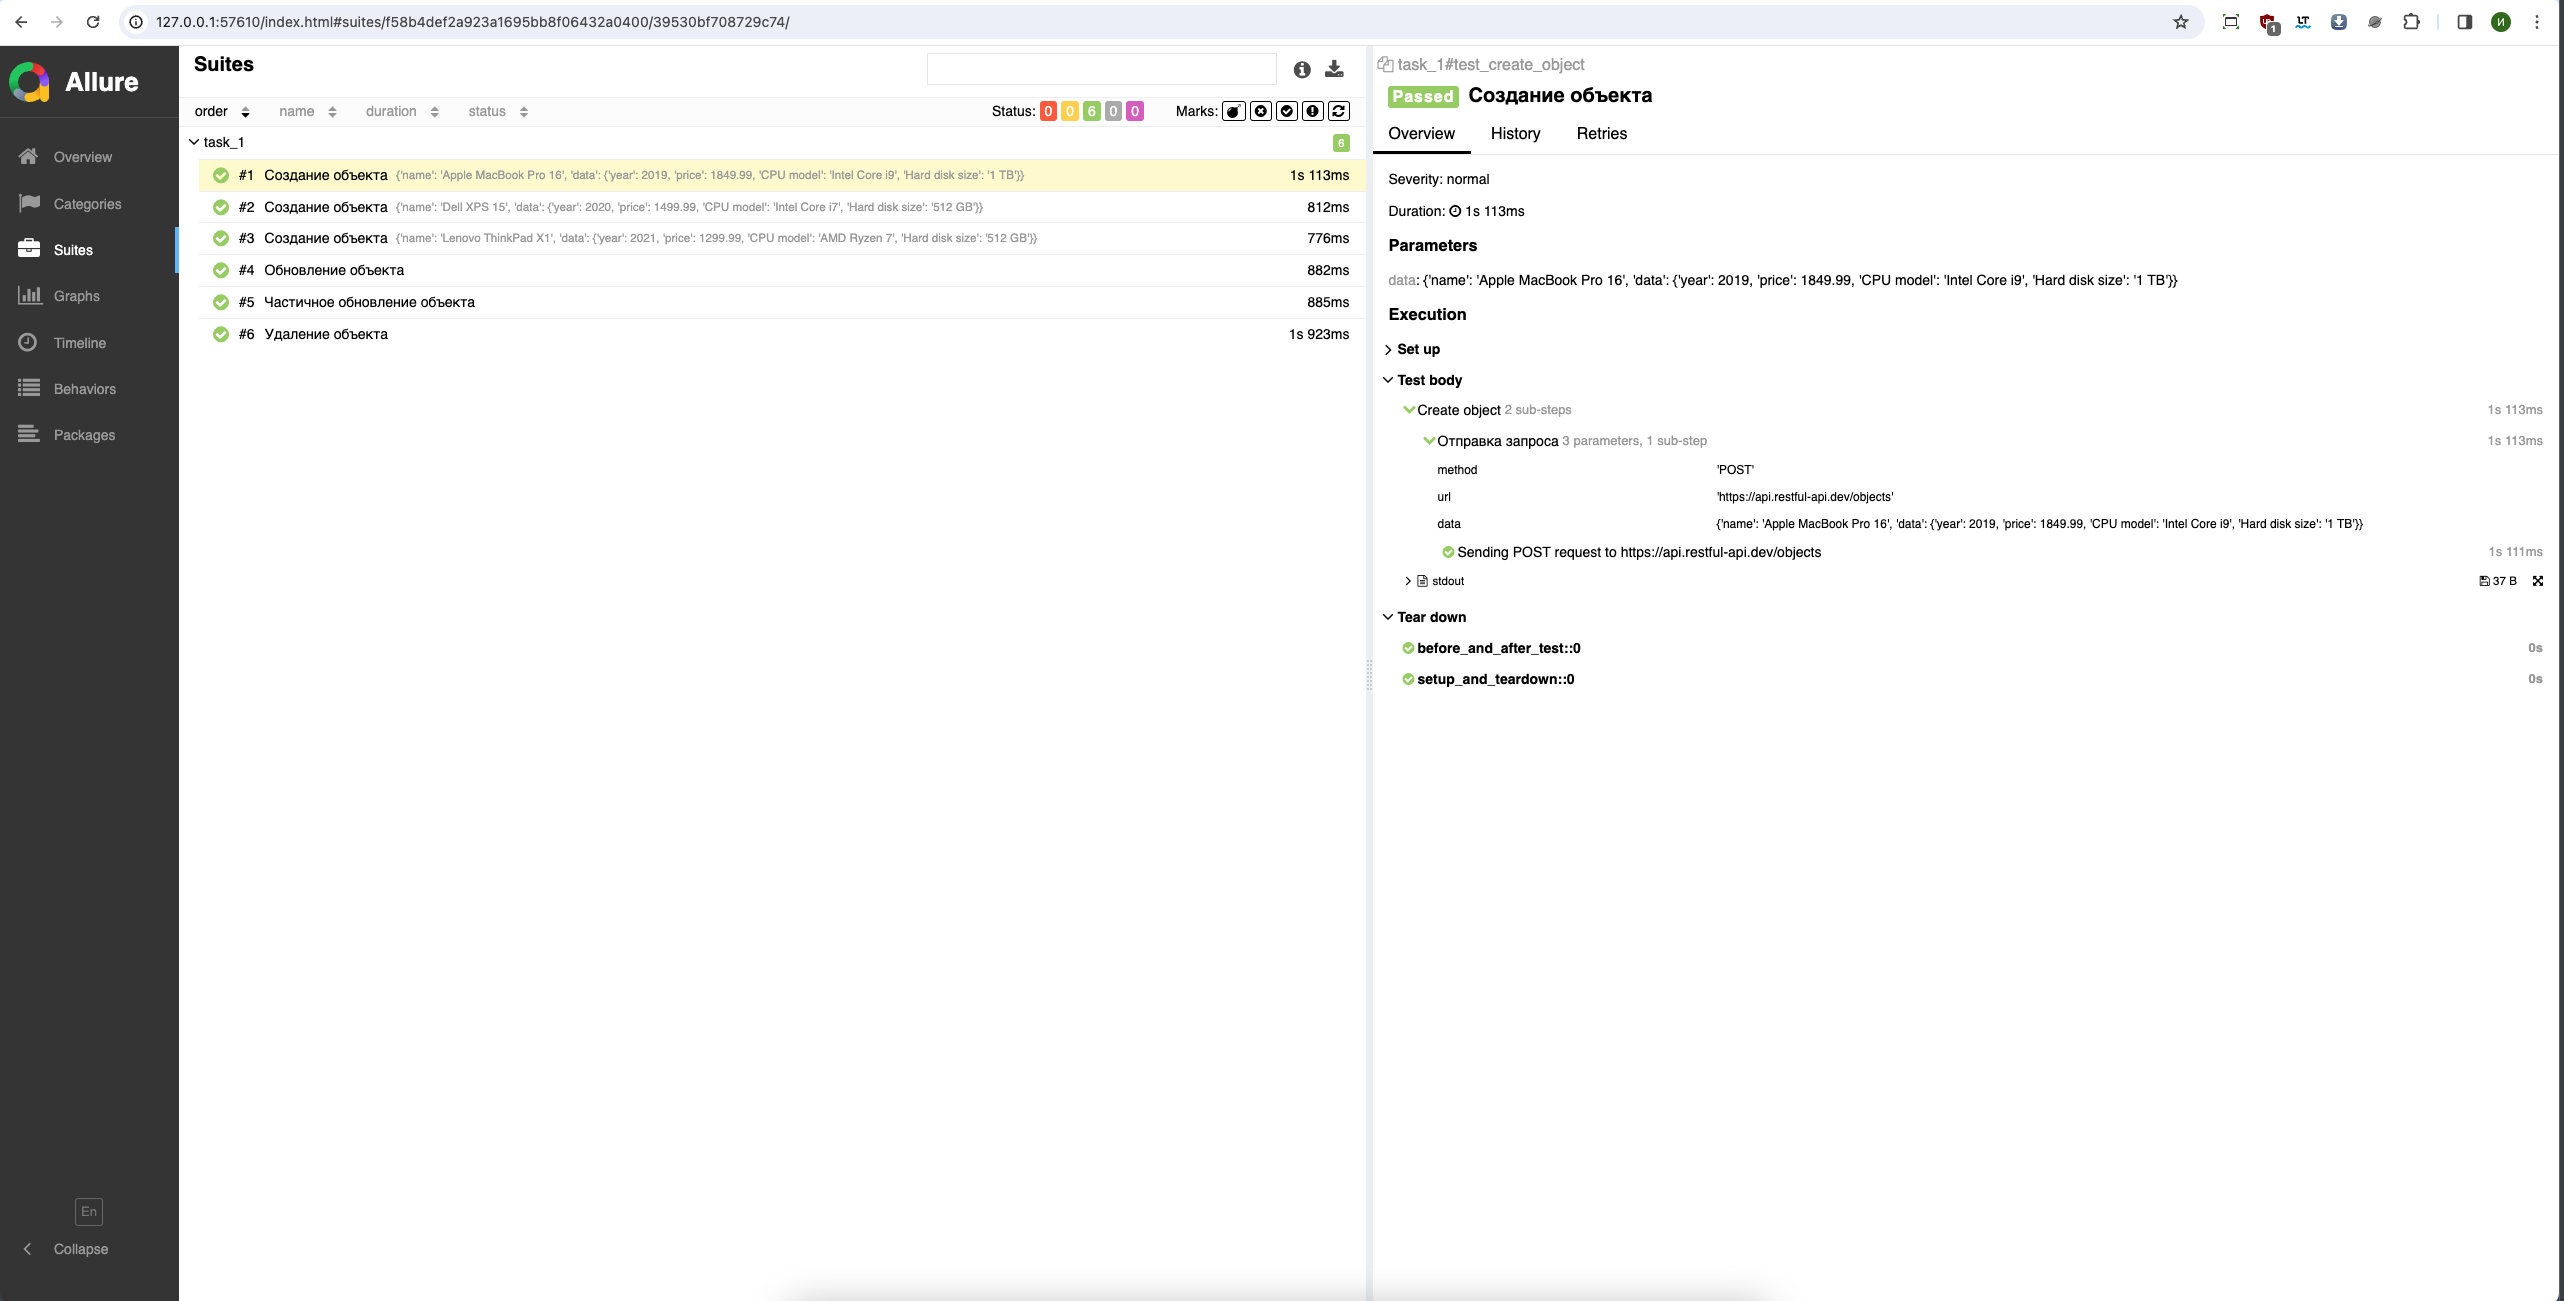 127.0.0.1:57610/index.html#suites/f58b4def2a923a1695bb8f06432a0400/39530bf708729c74/
1
И
Allure
Overview
Categories
Suites
Graphs
Timeline
Behaviors
Packages
En
Collapse
Suites
order name duration status Status: 0 0 6 0 0 Marks:
task_1 6
#1 Создание объекта {'name': 'Apple MacBook Pro 16', 'data': {'year': 2019, 'price': 1849.99, 'CPU model': 'Intel Core i9', 'Hard disk size': '1 TB'}} 1s 113ms
#2 Создание объекта {'name': 'Dell XPS 15', 'data': {'year': 2020, 'price': 1499.99, 'CPU model': 'Intel Core i7', 'Hard disk size': '512 GB'}} 812ms
#3 Создание объекта {'name': 'Lenovo ThinkPad X1', 'data': {'year': 2021, 'price': 1299.99, 'CPU model': 'AMD Ryzen 7', 'Hard disk size': '512 GB'}} 776ms
#4 Обновление объекта 882ms
#5 Частичное обновление объекта 885ms
#6 Удаление объекта 1s 923ms
task_1#test_create_object
Passed Создание объекта
Overview History Retries
Severity: normal
Duration: 1s 113ms
Parameters
data: {'name': 'Apple MacBook Pro 16', 'data': {'year': 2019, 'price': 1849.99, 'CPU model': 'Intel Core i9', 'Hard disk size': '1 TB'}}
Execution
Set up
Test body
Create object 2 sub-steps 1s 113ms
Отправка запроса 3 parameters, 1 sub-step 1s 113ms
method 'POST'
url 'https://api.restful-api.dev/objects'
data {'name': 'Apple MacBook Pro 16', 'data': {'year': 2019, 'price': 1849.99, 'CPU model': 'Intel Core i9', 'Hard disk size': '1 TB'}}
Sending POST request to https://api.restful-api.dev/objects 1s 111ms
stdout 37 B
Tear down
before_and_after_test::0 0s
setup_and_teardown::0 0s